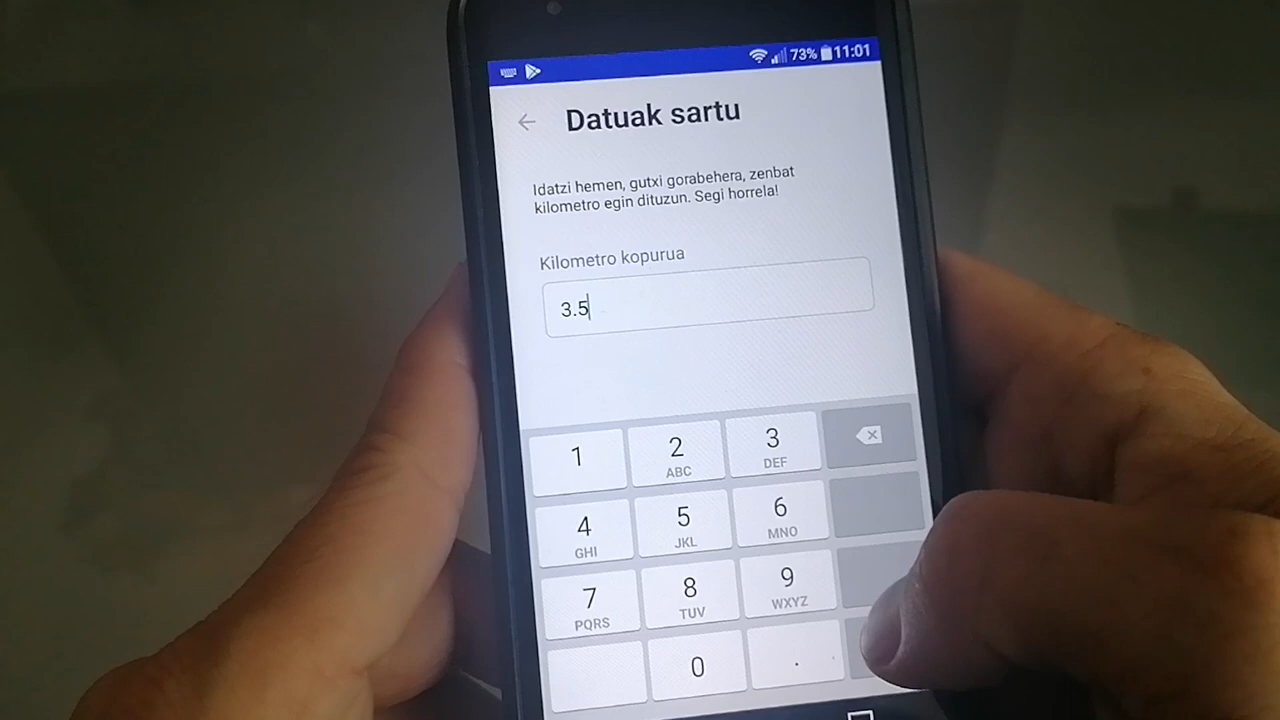 73% 11:01
Datuak sartu
Idatzi hemen, gutxi gorabehera, zenbat
kilometro egin dituzun. Segi horrela!
Kilometro kopurua
3.5
1 2 3
ABC DEF
4 5 6
GHI JKL MNO
7 8 9
PQRS TUV WXYZ
0 .